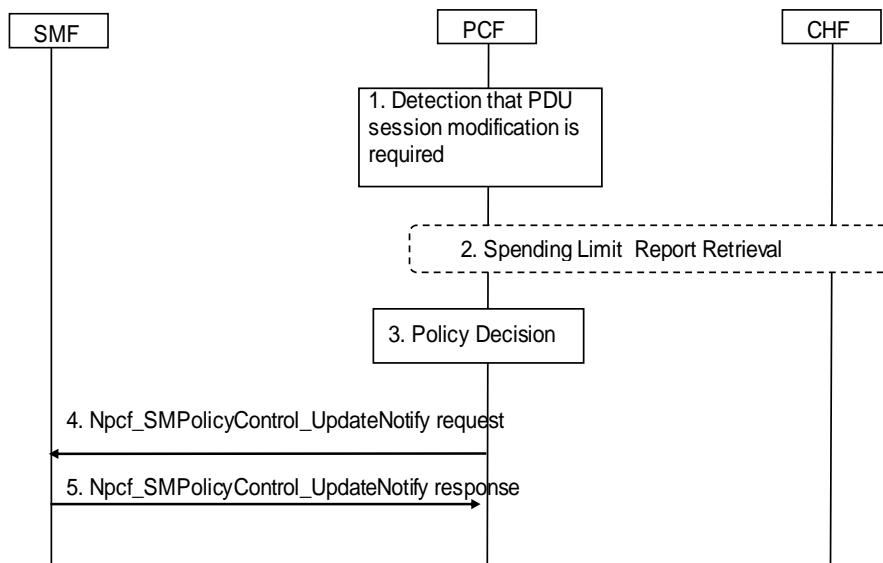 SMF
PCF
CHF
1. Detection that PDU
session modification is
required
2. Spending Limit Report Retrieval
3. Policy Decision
4. Npcf_SMPolicyControl_UpdateNotify request
5. Npcf_SMPolicyControl_UpdateNotify response